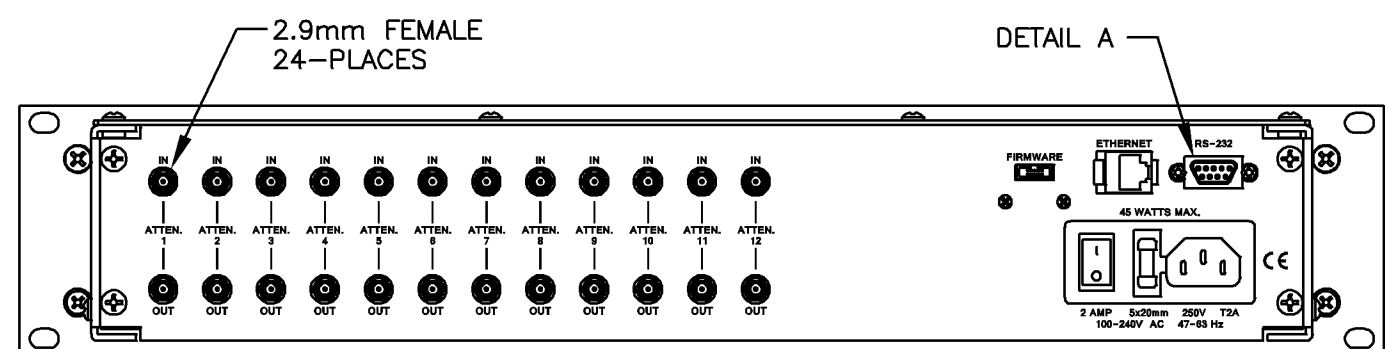 2.9mm FEMALE
24-PLACES
DETAIL A
IN IN IN IN IN IN IN IN IN IN IN IN
ATTEN. 1 ATTEN. 2 ATTEN. 3 ATTEN. 4 ATTEN. 5 ATTEN. 6 ATTEN. 7 ATTEN. 8 ATTEN. 9 ATTEN. 10 ATTEN. 11 ATTEN. 12
OUT OUT OUT OUT OUT OUT OUT OUT OUT OUT OUT OUT
FIRMWARE
ETHERNET
RS-232
45 WATTS MAX.
I
O
CE
2 AMP 5x20mm 250V T2A
100-240V AC 47-63 Hz